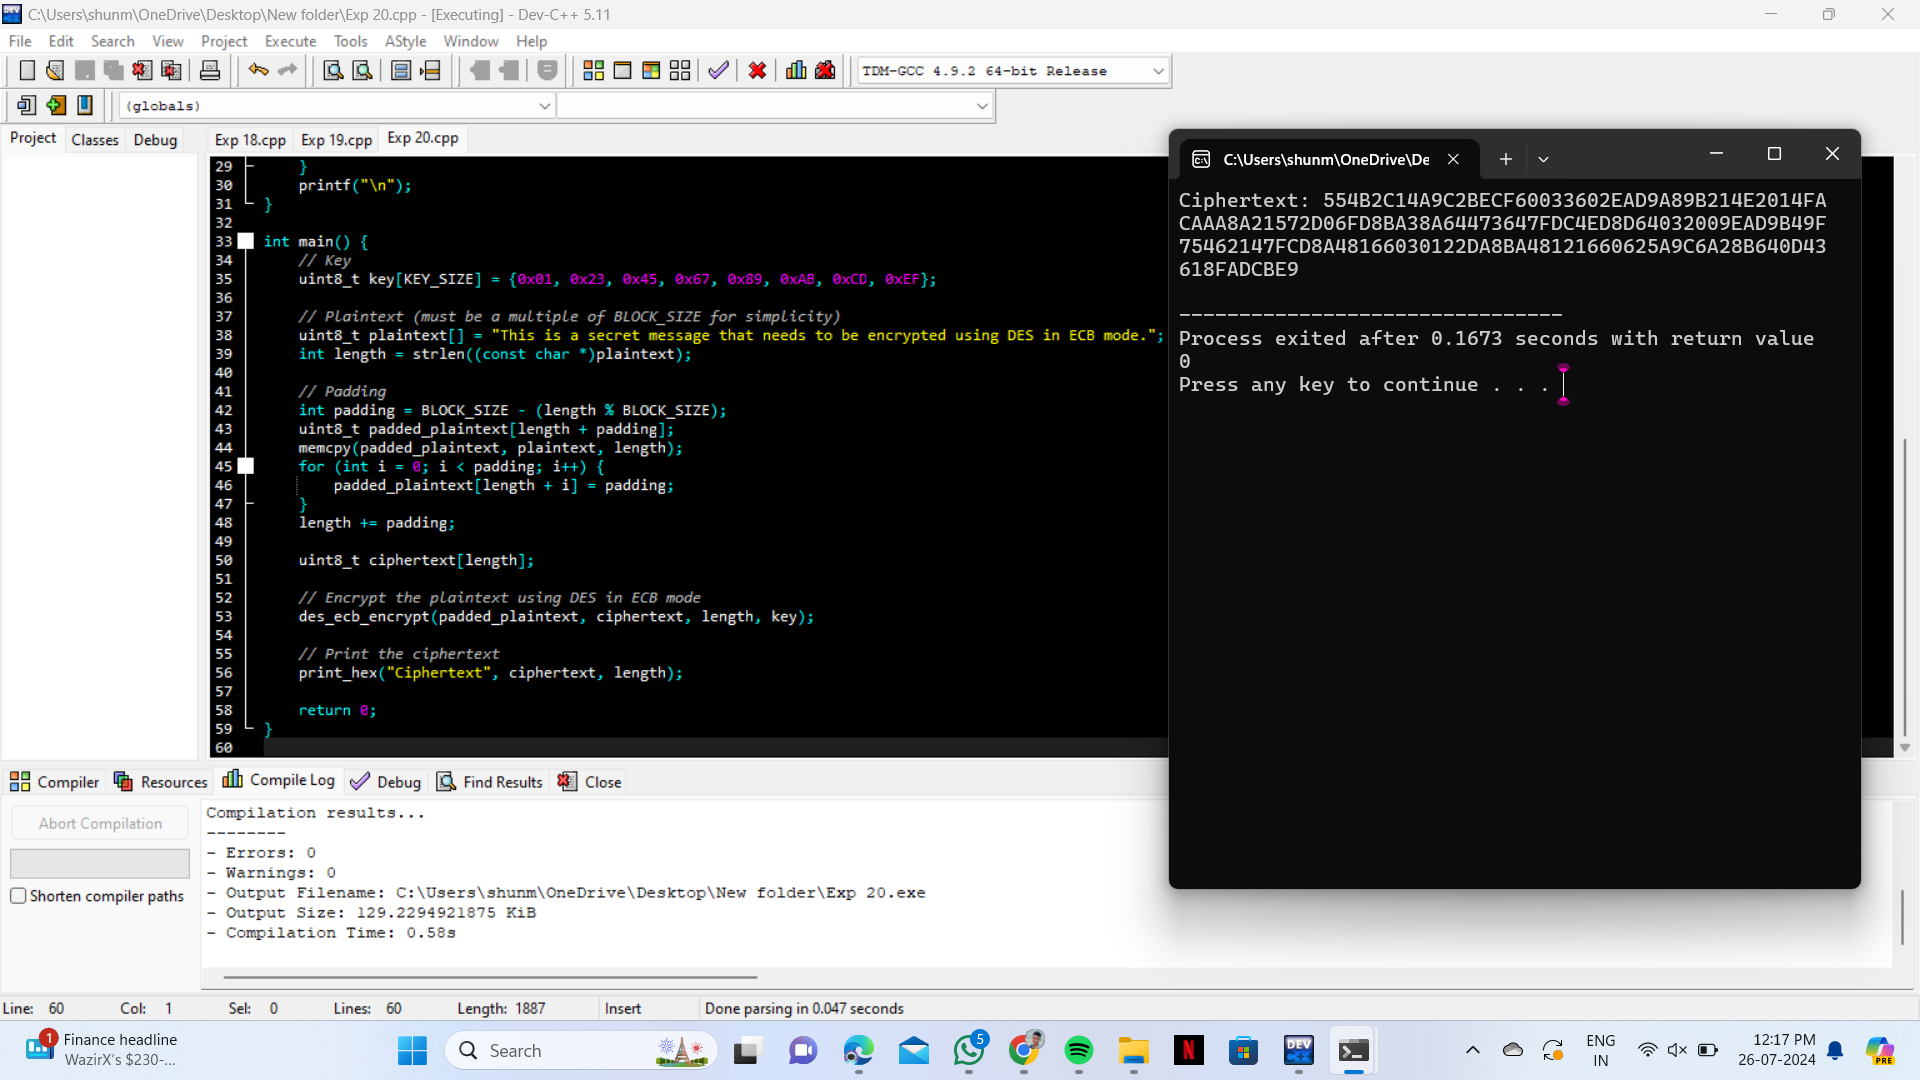 C:\Users\shunm\OneDrive\Desktop\New folder\Exp 20.cpp - [Executing] - Dev-C++ 5.11
File Edit Search View Project Execute Tools AStyle Window Help
TDM-GCC 4.9.2 64-bit Release
(globals)
Project Classes Debug
Exp 18.cpp Exp 19.cpp Exp 20.cpp
29 }
30 printf("\n");
31 }
32
33 int main() {
34 // Key
35 uint8_t key[KEY_SIZE] = {0x01, 0x23, 0x45, 0x67, 0x89, 0xAB, 0xCD, 0xEF};
36
37 // Plaintext (must be a multiple of BLOCK_SIZE for simplicity)
38 uint8_t plaintext[] = "This is a secret message that needs to be encrypted using DES in ECB mode.";
39 int length = strlen((const char *)plaintext);
40
41 // Padding
42 int padding = BLOCK_SIZE - (length % BLOCK_SIZE);
43 uint8_t padded_plaintext[length + padding];
44 memcpy(padded_plaintext, plaintext, length);
45 for (int i = 0; i < padding; i++) {
46 padded_plaintext[length + i] = padding;
47 }
48 length += padding;
49
50 uint8_t ciphertext[length];
51
52 // Encrypt the plaintext using DES in ECB mode
53 des_ecb_encrypt(padded_plaintext, ciphertext, length, key);
54
55 // Print the ciphertext
56 print_hex("Ciphertext", ciphertext, length);
57
58 return 0;
59 }
60
C:\Users\shunm\OneDrive\De
Ciphertext: 554B2C14A9C2BECF60033602EAD9A89B214E2014FA
CAAA8A21572D06FD8BA38A64473647FDC4ED8D64032009EAD9B49F
75462147FCD8A48166030122DA8BA48121660625A9C6A28B640D43
618FADCBE9
--------------------------------
Process exited after 0.1673 seconds with return value
0
Press any key to continue . . .
Compiler Resources Compile Log Debug Find Results Close
Abort Compilation
Shorten compiler paths
Compilation results...
--------
- Errors: 0
- Warnings: 0
- Output Filename: C:\Users\shunm\OneDrive\Desktop\New folder\Exp 20.exe
- Output Size: 129.2294921875 KiB
- Compilation Time: 0.58s
Line: 60 Col: 1 Sel: 0 Lines: 60 Length: 1887 Insert Done parsing in 0.047 seconds
1
Finance headline
WazirX's $230-...
Search
5
DEV C++
N
PRE
ENG
IN
12:17 PM
26-07-2024